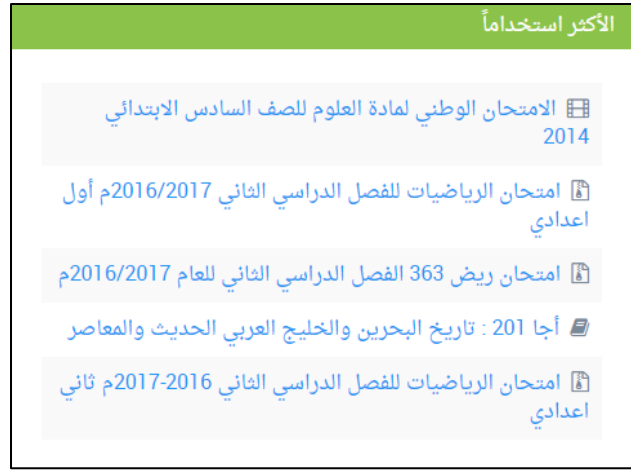 الأكثر استخداماً
الامتحان الوطني لمادة العلوم للصف السادس الابتدائي
2014
امتحان الرياضيات للفصل الدراسي الثاني 2016/2017م أول
اعدادي
امتحان ريض 363 الفصل الدراسي الثاني للعام 2016/2017م
أجا 201 : تاريخ البحرين والخليج العربي الحديث والمعاصر
امتحان الرياضيات للفصل الدراسي الثاني 2016-2017م ثاني
اعدادي